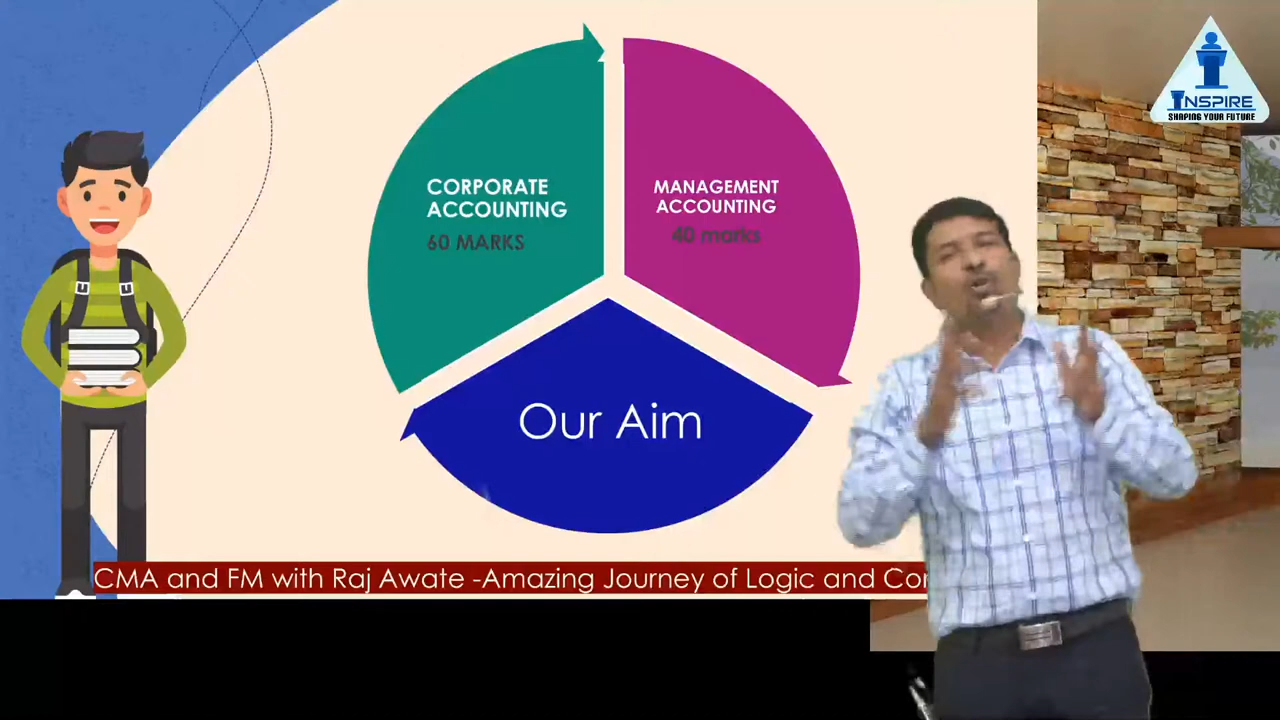 CORPORATE
ACCOUNTING
60 MARKS
MANAGEMENT
ACCOUNTING
40 marks
Our Aim
CMA and FM with Raj Awate -Amazing Journey of Logic and
INSPIRE
SHAPING YOUR FUTURE